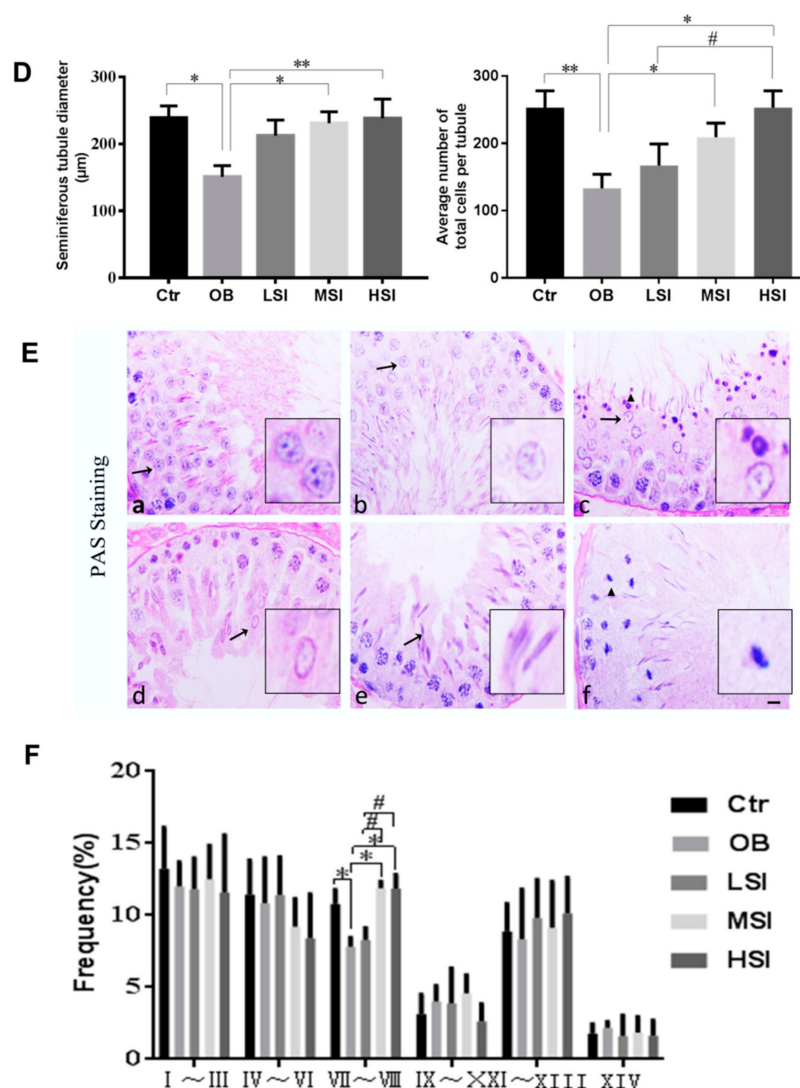 D
Seminiferous tubule diameter
(μm)
300
200
100
0
*
**
*
Ctr OB LSI MSI HSI
Average number of
total cells per tubule
300
200
100
0
*
#
**
*
Ctr OB LSI MSI HSI
E
PAS Staining
a
b
c
d
e
f
F
Frequency(%)
20
15
10
5
0
#
#
*
*
*
I~III IV~VI VII~VIII IX~X XI~XIII XIV
Ctr
OB
LSI
MSI
HSI